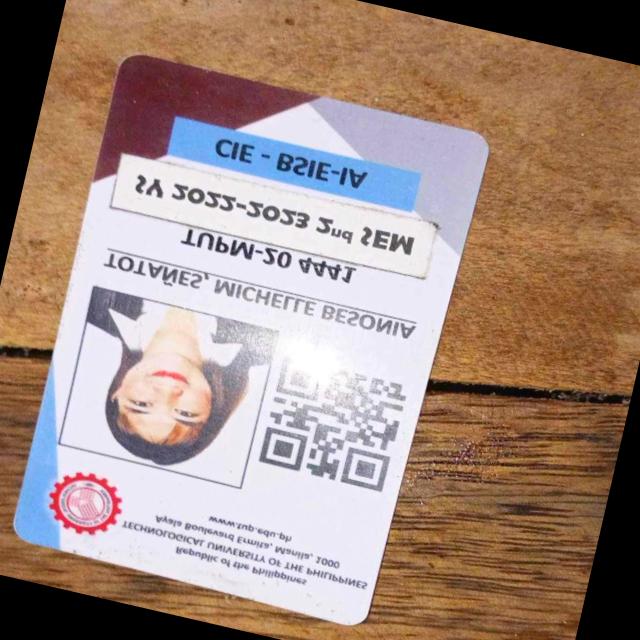 Republic of the Philippines
TECHNOLOGICAL UNIVERSITY OF THE PHILIPPINES
Ayala Boulevard Ermita, Manila, 1000
www.tup.edu.ph
TOTAÑES, MICHELLE BESONIA
TUPM-20 4441
SY 2022-2023 2nd SEM
CIE - BSIE-IA